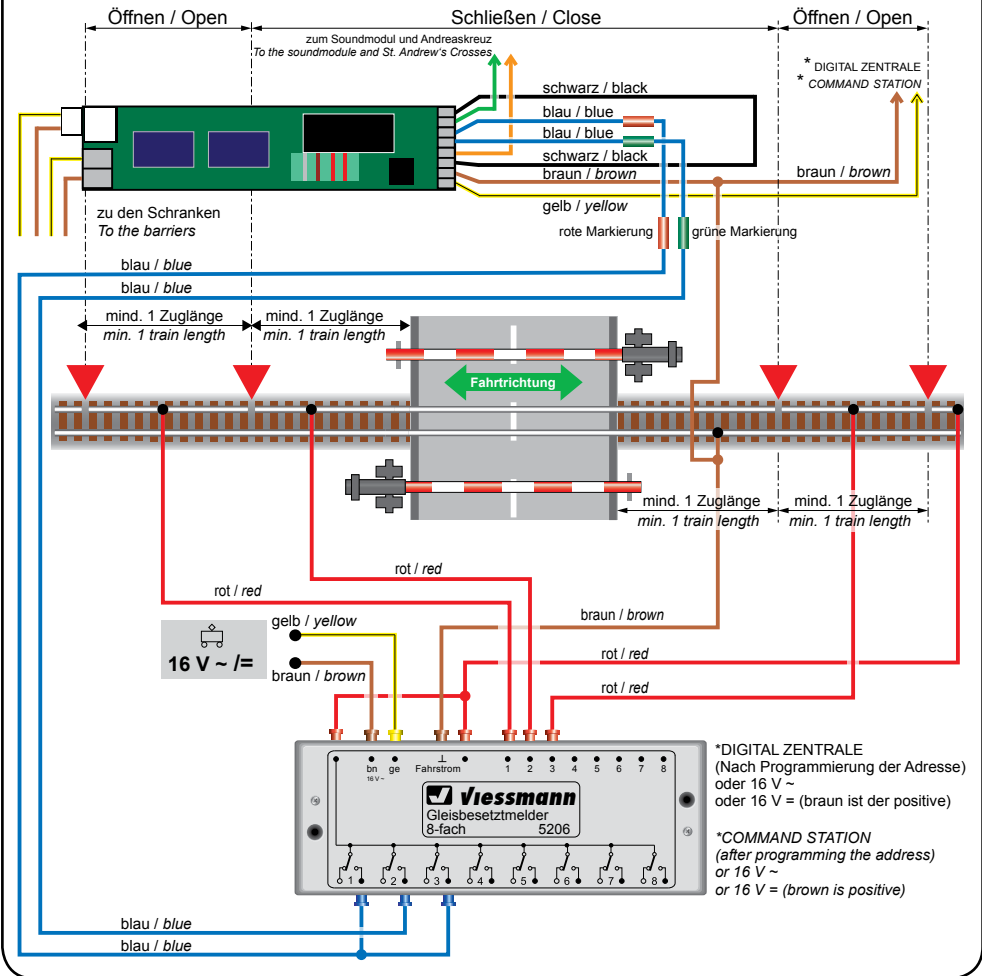 Öffnen / Open
Schließen / Close
Öffnen / Open
zum Soundmodul und Andreaskreuz
To the soundmodule and St. Andrew's Crosses
* DIGITAL ZENTRALE
* COMMAND STATION
schwarz / black
blau / blue
blau / blue
schwarz / black
braun / brown
braun / brown
gelb / yellow
zu den Schranken
To the barriers
rote Markierung
grüne Markierung
blau / blue
blau / blue
mind. 1 Zuglänge
min. 1 train length
mind. 1 Zuglänge
min. 1 train length
Fahrtrichtung
mind. 1 Zuglänge
min. 1 train length
mind. 1 Zuglänge
min. 1 train length
rot / red
rot / red
gelb / yellow
16 V ~ /=
braun / brown
braun / brown
rot / red
rot / red
bn ge Fahrstrom 1 2 3 4 5 6 7 8
16 V ~
viessmann
Gleisbesetztmelder
8-fach 5206
1 2 3 4 5 6 7 8
*DIGITAL ZENTRALE
(Nach Programmierung der Adresse)
oder 16 V ~
oder 16 V = (braun ist der positive)
*COMMAND STATION
(after programming the address)
or 16 V ~
or 16 V = (brown is positive)
blau / blue
blau / blue